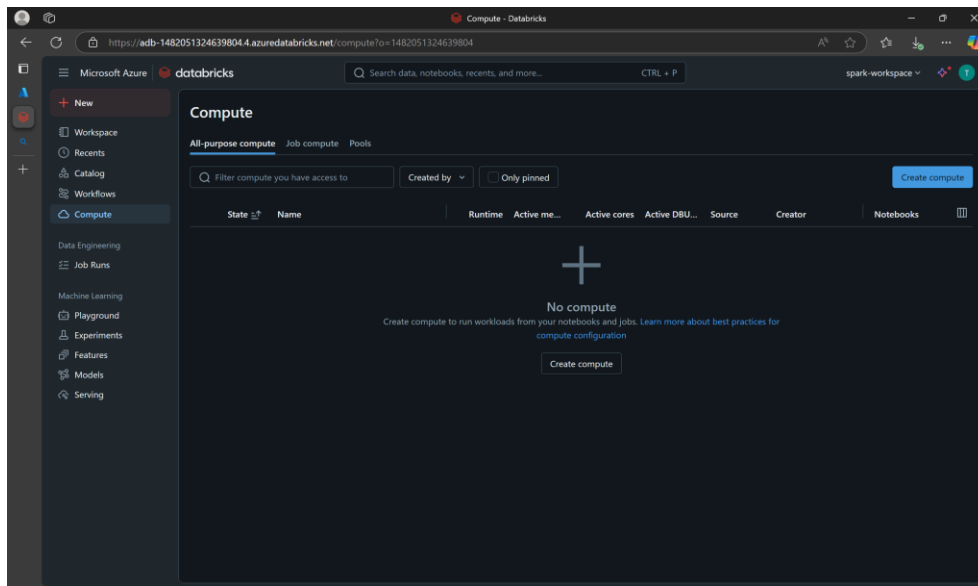 Compute - Databricks
https://adb-1482051324639804.4.azuredatabricks.net/compute?o=1482051324639804
Microsoft Azure databricks
Search data, notebooks, recents, and more... CTRL + P
spark-workspace
T
New
Workspace
Recents
Catalog
Workflows
Compute
Data Engineering
Job Runs
Machine Learning
Playground
Experiments
Features
Models
Serving
Compute
All-purpose compute Job compute Pools
Filter compute you have access to Created by Only pinned Create compute
State Name Runtime Active me... Active cores Active DBU... Source Creator Notebooks
No compute
Create compute to run workloads from your notebooks and jobs. Learn more about best practices for
compute configuration
Create compute